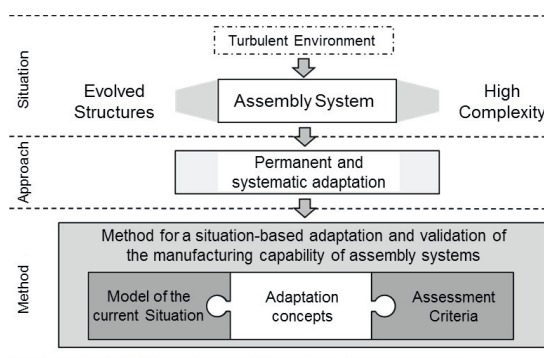 Situation
Turbulent Environment
Evolved
Structures
Assembly System
High
Complexity
Approach
Permanent and
systematic adaptation
Method
Method for a situation-based adaptation and validation of
the manufacturing capability of assembly systems
Model of the
current Situation
Adaptation
concepts
Assessment
Criteria